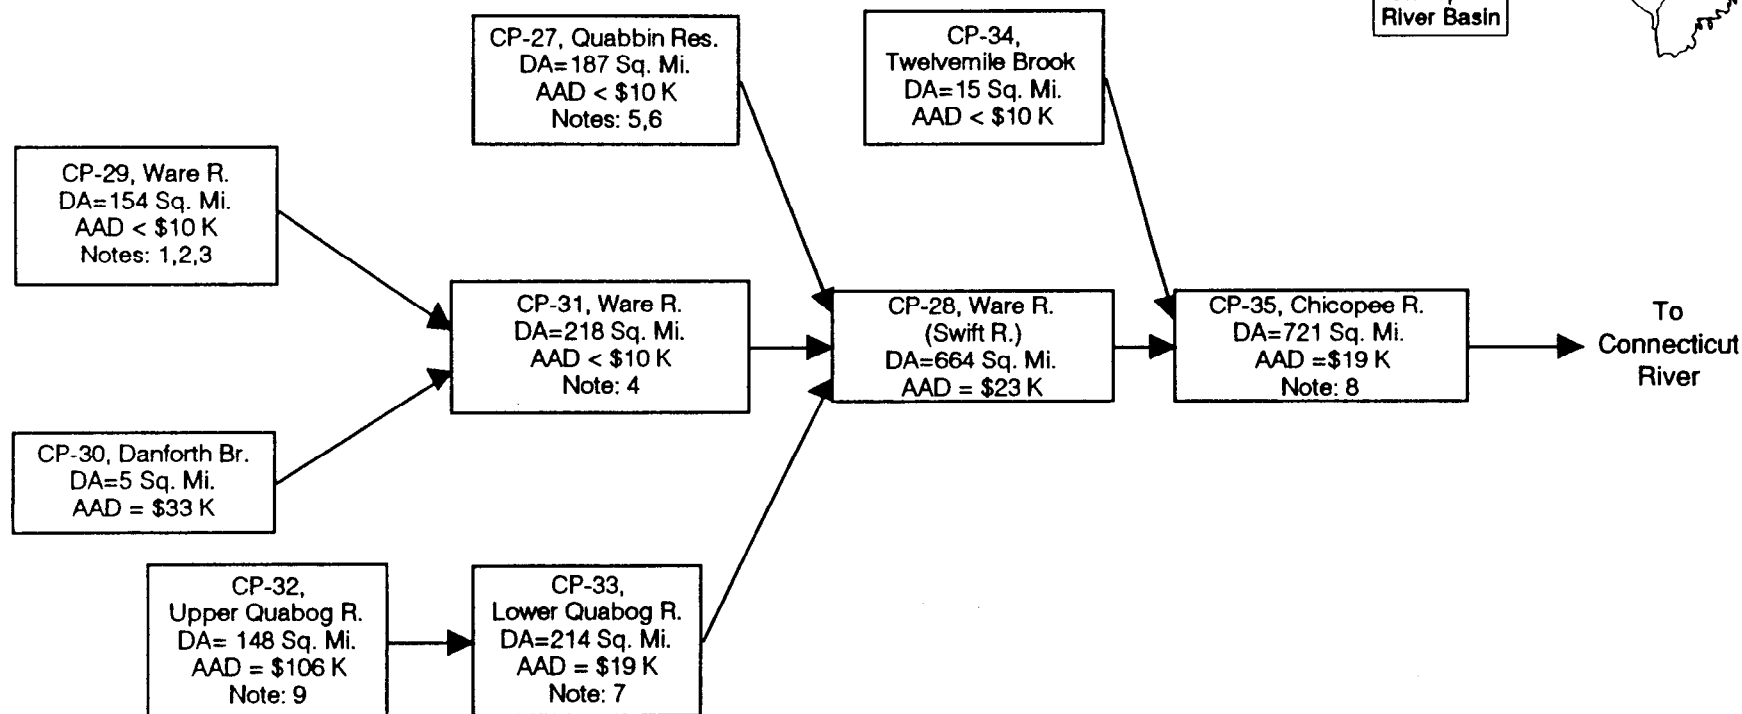 River Basin
CP-27, Quabbin Res.
DA=187 Sq. Mi.
AAD < $10 K
Notes: 5,6
CP-34,
Twelvemile Brook
DA=15 Sq. Mi.
AAD < $10 K
CP-29, Ware R.
DA=154 Sq. Mi.
AAD < $10 K
Notes: 1,2,3
CP-31, Ware R.
DA=218 Sq. Mi.
AAD < $10 K
Note: 4
CP-28, Ware R.
(Swift R.)
DA=664 Sq. Mi.
AAD = $23 K
CP-35, Chicopee R.
DA=721 Sq. Mi.
AAD =$19 K
Note: 8
To
Connecticut
River
CP-30, Danforth Br.
DA=5 Sq. Mi.
AAD = $33 K
CP-32,
Upper Quabog R.
DA= 148 Sq. Mi.
AAD = $106 K
Note: 9
CP-33,
Lower Quabog R.
DA=214 Sq. Mi.
AAD = $19 K
Note: 7